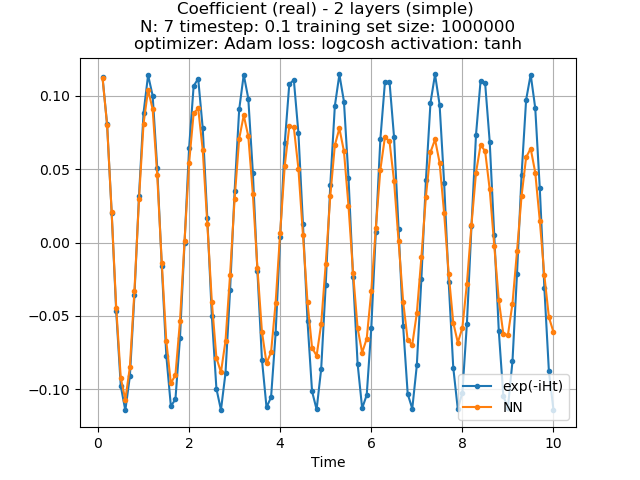 Coefficient (real) - 2 layers (simple)
N: 7 timestep: 0.1 training set size: 1000000
optimizer: Adam loss: logcosh activation: tanh
0.10
0.05
0.00
−0.05
−0.10
0 2 4 6 8 10
Time
exp(-iHt)
NN